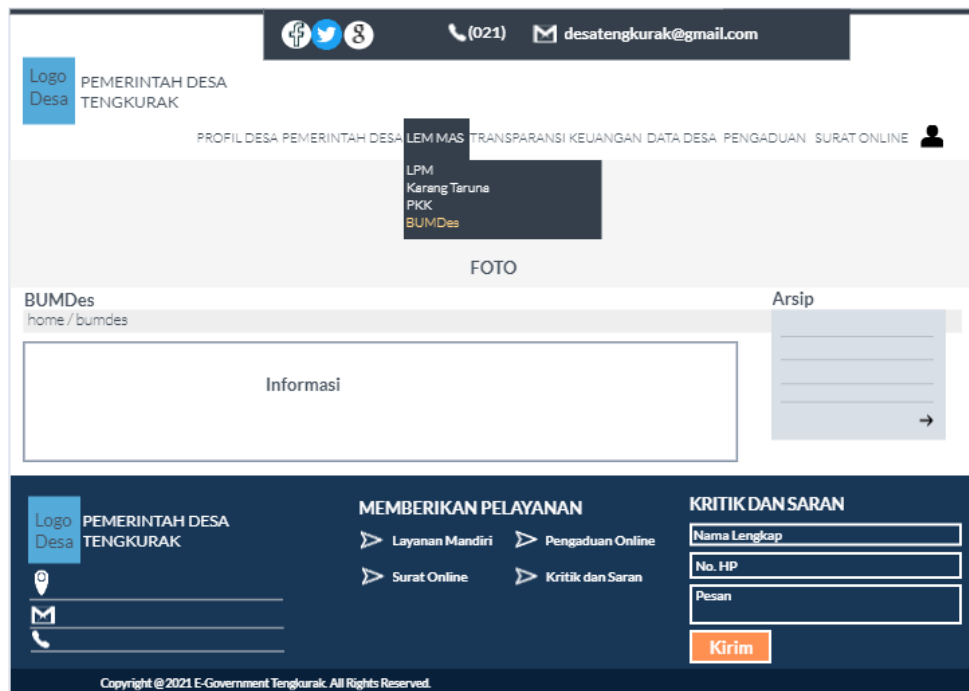 (021) desatengkurak@gmail.com
Logo
Desa
PEMERINTAH DESA
TENGKURAK
PROFIL DESA PEMERINTAH DESA LEM MAS TRANSPARANSI KEUANGAN DATA DESA PENGADUAN SURAT ONLINE
LPM
Karang Taruna
PKK
BUMDes
FOTO
BUMDes
home / bumdes
Arsip
Informasi
Logo
Desa
PEMERINTAH DESA
TENGKURAK
MEMBERIKAN PELAYANAN
Layanan Mandiri Pengaduan Online
Surat Online Kritik dan Saran
KRITIK DAN SARAN
Nama Lengkap
No. HP
Pesan
Kirim
Copyright @ 2021 E-Government Tengkurak. All Rights Reserved.